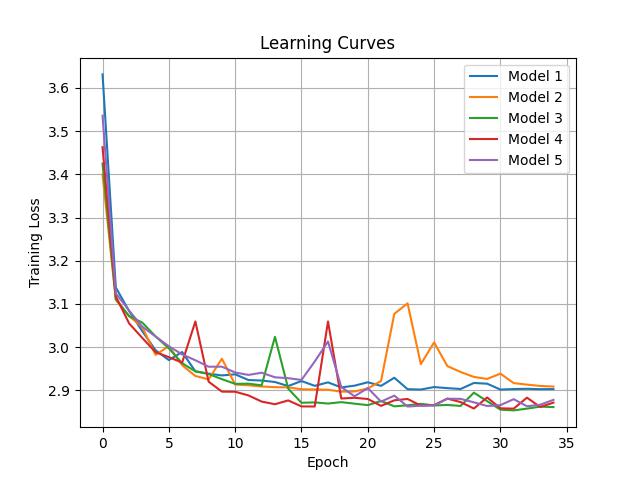 Learning Curves
Training Loss
3.6
3.5
3.4
3.3
3.2
3.1
3.0
2.9
Model 1
Model 2
Model 3
Model 4
Model 5
0 5 10 15 20 25 30 35
Epoch